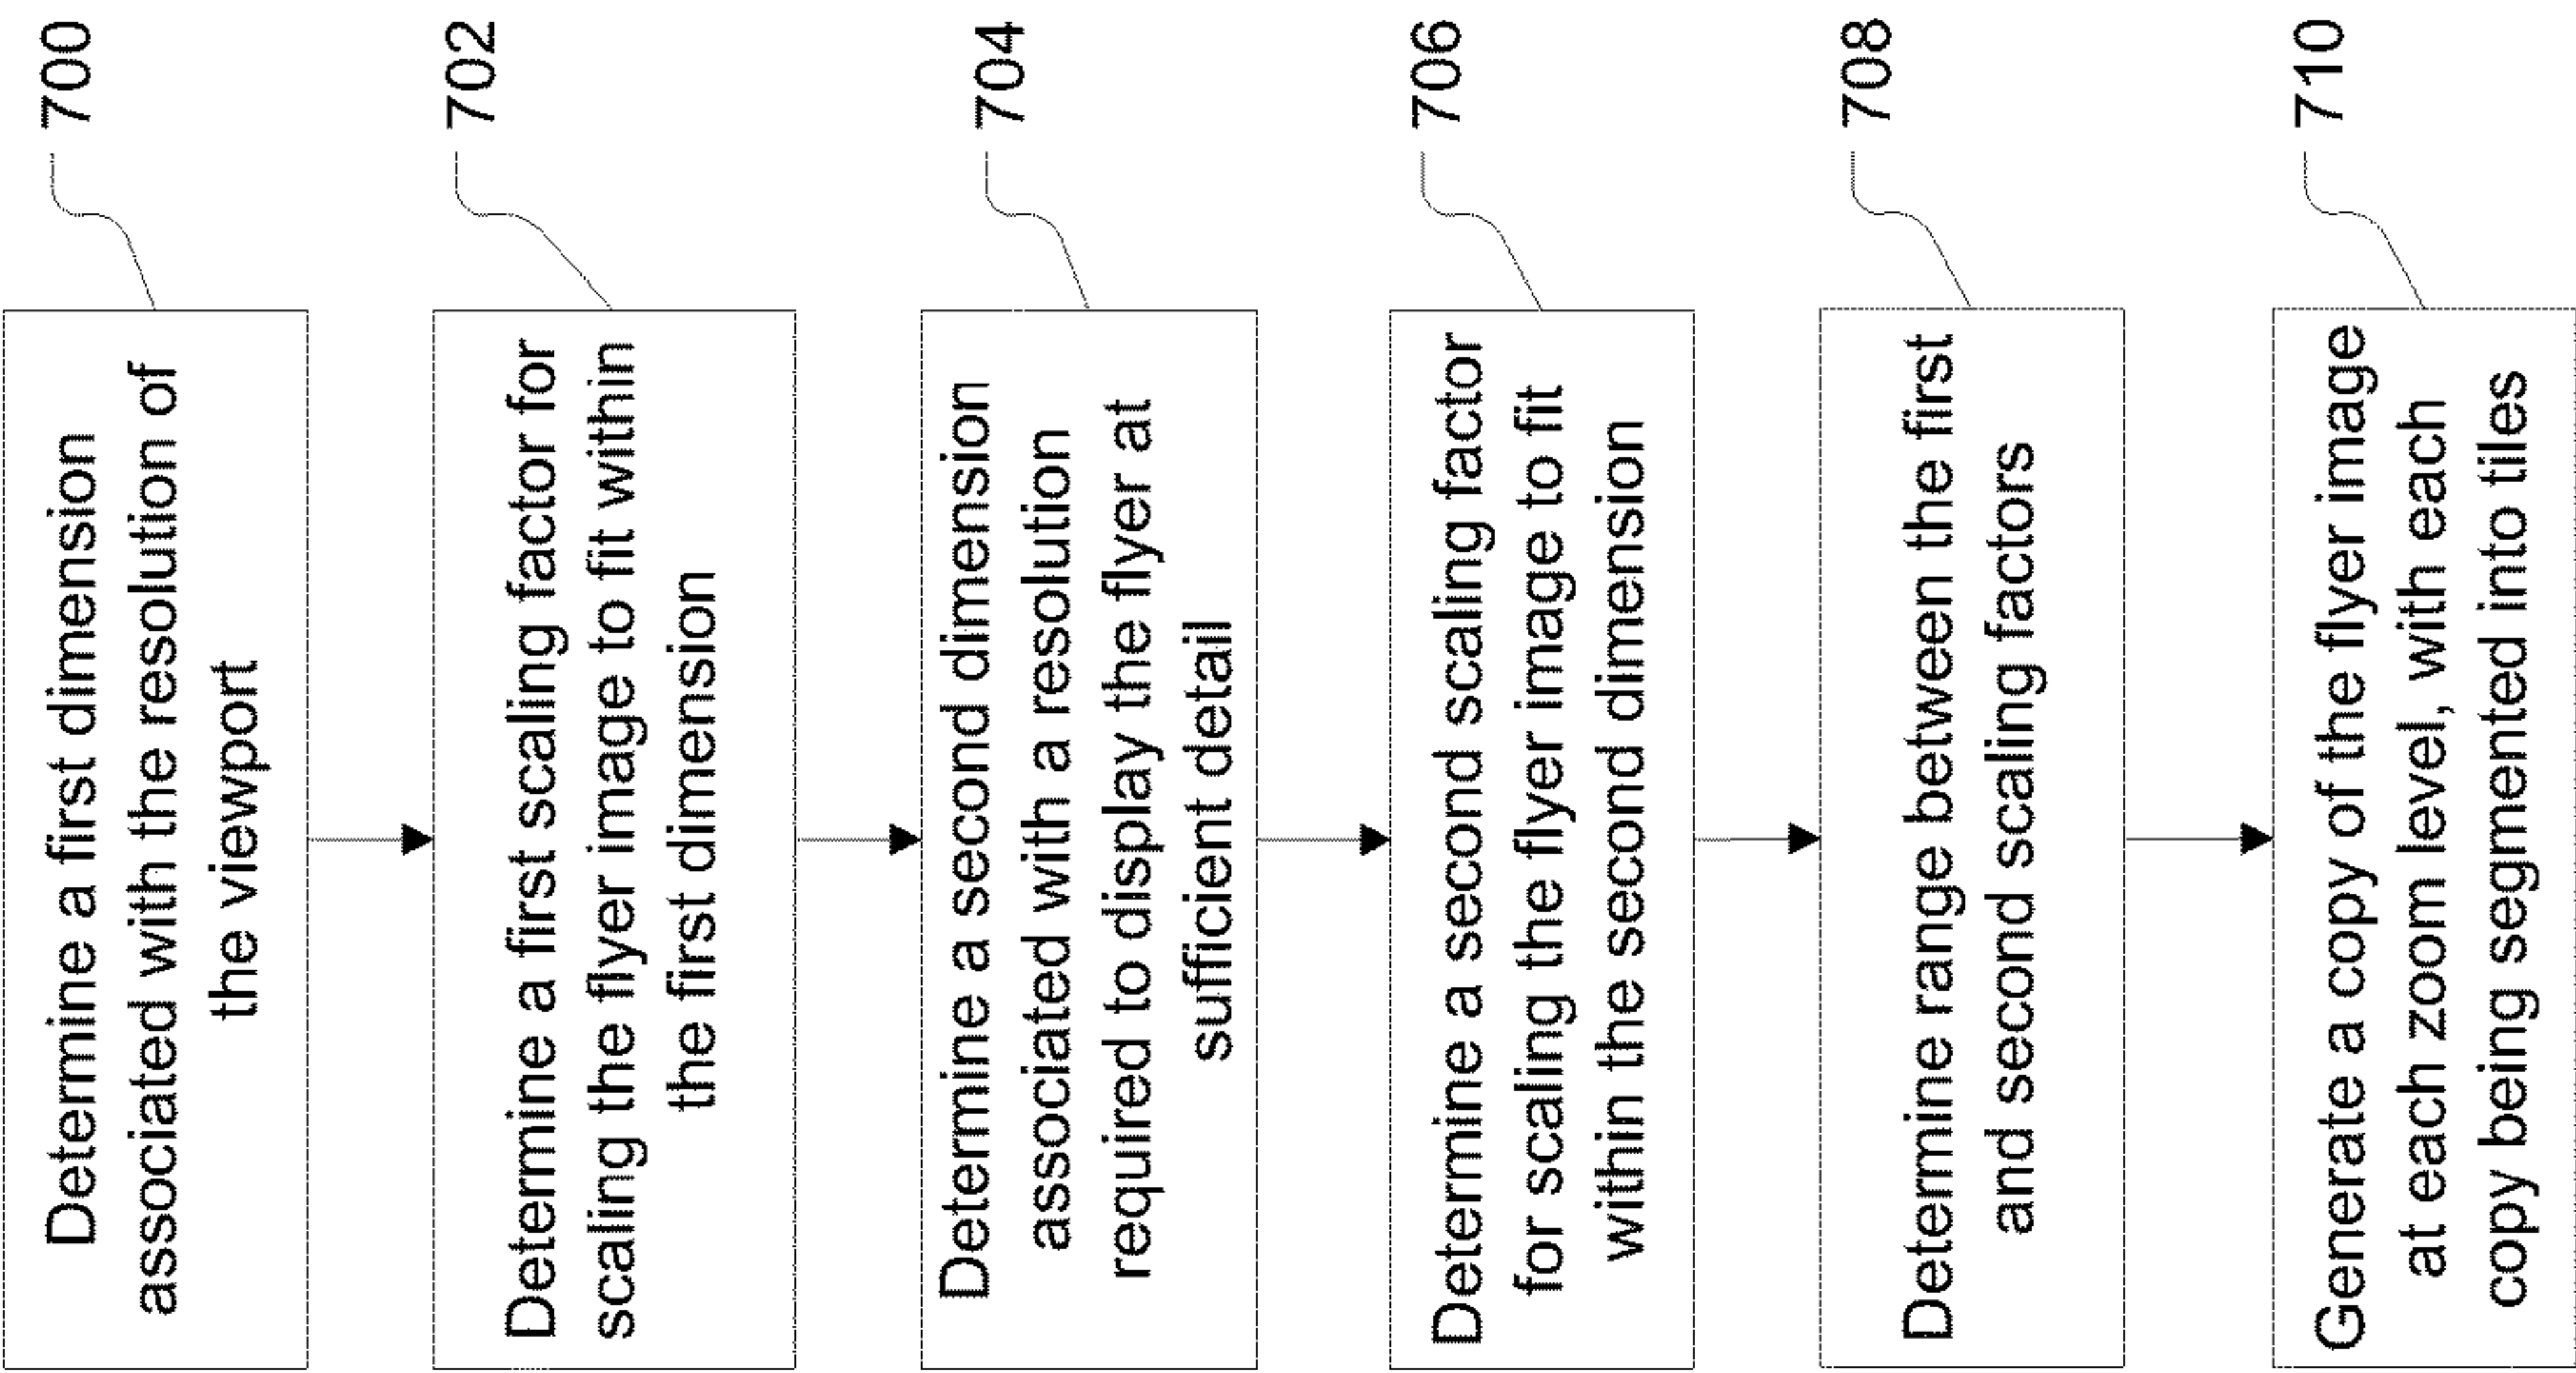 Determine a first dimension
associated with the resolution of
the viewport
700
Determine a first scaling factor for
scaling the flyer image to fit within
the first dimension
702
Determine a second dimension
associated with a resolution
required to display the flyer at
sufficient detail
704
Determine a second scaling factor
for scaling the flyer image to fit
within the second dimension
706
Determine range between the first
and second scaling factors
708
Generate a copy of the flyer image
at each zoom level, with each
copy being segmented into tiles
710